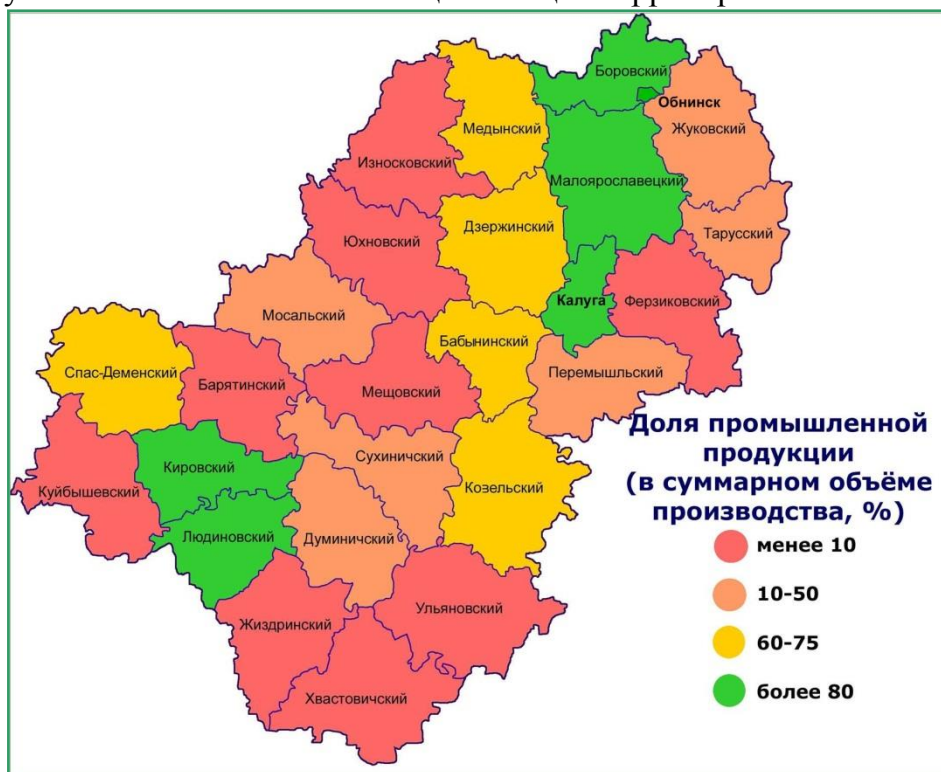 Боровский
Обнинск
Медынский
Жуковский
Износковский
Малоярославецкий
Дзержинский
Тарусский
Юхновский
Калуга
Ферзиковский
Мосальский
Бабынинский
Спас-Деменский
Перемышльский
Барятинский
Мещовский
Доля промышленной
продукции
(в суммарном объёме
производства, %)
Сухиничский
Кировский
Козельский
Куйбышевский
Людиновский
Думиничский
менее 10
10-50
60-75
более 80
Ульяновский
Жиздринский
Хвастовичский